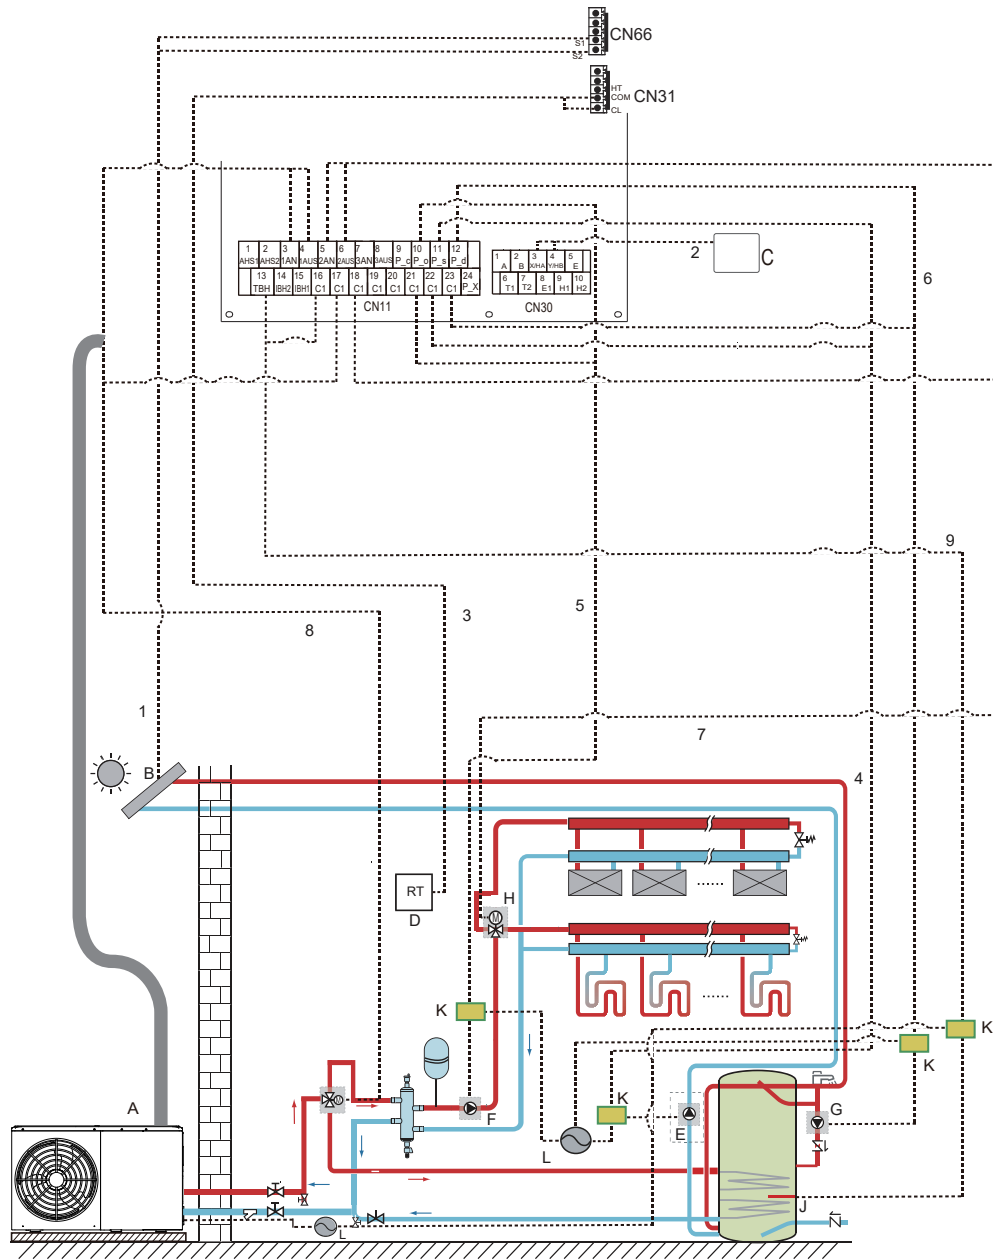 S1
CN66
S2
HT
COM
CN31
CL
1 2 3 4 5 6 7 8 9 10 11 12
AHS1 AHS2 1AN 1AUS 2AN 2AUS 3AN 3AUS P_c P_o P_s P_d
13 14 15 16 17 18 19 20 21 22 23 24
TBH IBH2 IBH1 C1 C1 C1 C1 C1 C1 C1 C1 P_X
CN11
1 2 3 4 5
A B X/HA Y/HB E
6 7 8 9 10
T1 T2 E1 H1 H2
CN30
2
C
6
9
5
3
8
1
7
4
B
RT
D
H
M
K
K
K
K
A
M
F
G
E
L
J
L